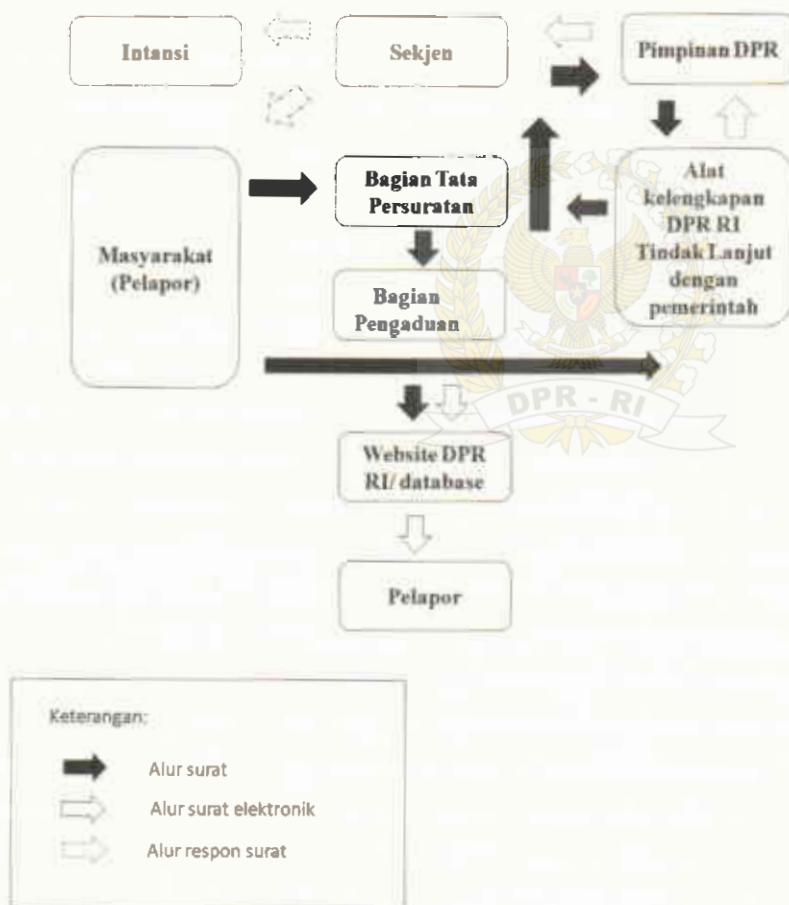 Intansi
Sekjen
Pimpinan DPR
Masyarakat
(Pelapor)
Bagian Tata
Persuratan
Bagian
Pengaduan
Alat
kelengkapan
DPR RI
Tindak Lanjut
dengan
pemerintah
DPR - RI
Website DPR
RI/ database
Pelapor
Keterangan:
Alur surat
Alur surat elektronik
Alur respon surat